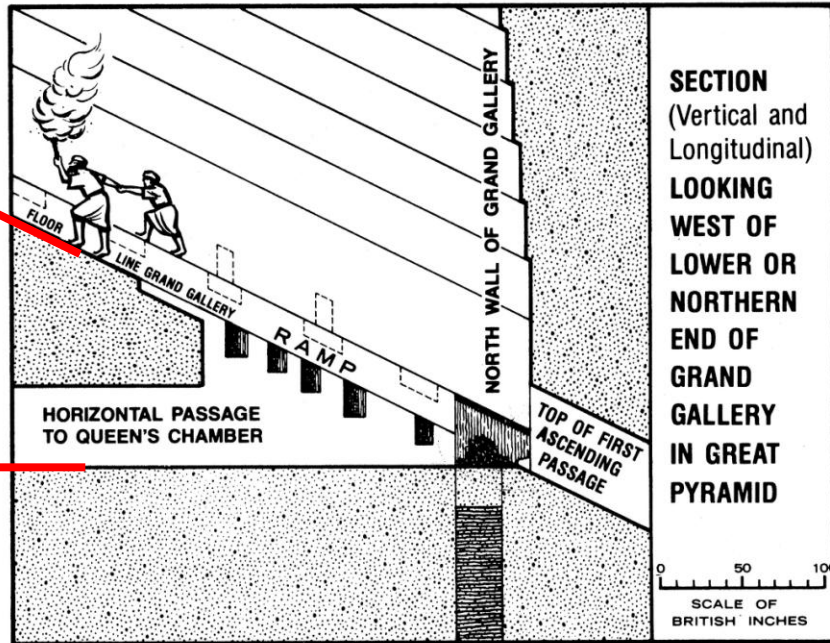 NORTH WALL OF GRAND GALLERY
FLOOR
LINE GRAND GALLERY
RAMP
HORIZONTAL PASSAGE
TO QUEEN'S CHAMBER
TOP OF FIRST
ASCENDING
PASSAGE
SECTION
(Vertical and
Longitudinal)
LOOKING
WEST OF
LOWER OR
NORTHERN
END OF
GRAND
GALLERY
IN GREAT
PYRAMID
0 50 100
SCALE OF
BRITISH INCHES